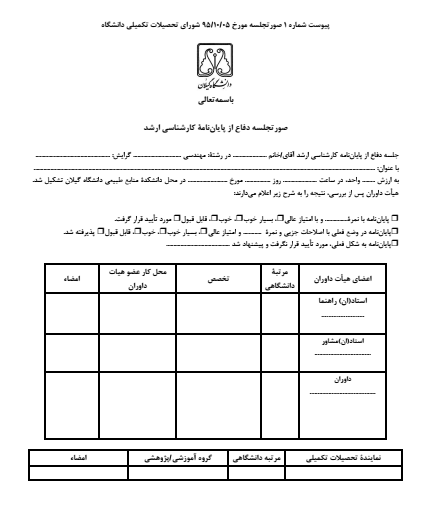 پیوست شماره ۱ صورتجلسه مورخ ۹۵/۱۰/۰۵ شورای تحصیلات تکمیلی دانشگاه
دانشگاه گیلان
باسمه‌تعالی
صورتجلسه دفاع از پایان‌نامهٔ کارشناسی ارشد
جلسه دفاع از پایان‌نامه کارشناسی ارشد آقای/خانم ............... در رشتهٔ: مهندسی ............... گرایش: ...............
با عنوان: ...............
به ارزش ...... واحد، در ساعت ............ روز ............ مورخ ............ در محل دانشکدهٔ منابع طبیعی دانشگاه گیلان تشکیل شد.
هیأت داوران پس از بررسی، نتیجه را به شرح زیر اعلام می‌دارند:
☐ پایان‌نامه با نمرهٔ ......... و با امتیاز عالی☐، بسیار خوب☐، خوب☐، قابل قبول☐ مورد تأیید قرار گرفت.
☐پایان‌نامه در وضع فعلی با اصلاحات جزیی و نمرهٔ ......... و امتیاز عالی☐، بسیار خوب☐، خوب☐، قابل قبول☐ پذیرفته شد.
☐پایان‌نامه به شکل فعلی، مورد تأیید قرار نگرفت و پیشنهاد شد ...............
اعضای هیأت داوران مرتبهٔ دانشگاهی تخصص محل کار عضو هیات داوران امضاء
استاد(ان) راهنما
...............
استاد(ان)مشاور
...............
داوران
...............
نمایندهٔ تحصیلات تکمیلی مرتبه دانشگاهی گروه آموزشی/پژوهشی امضاء